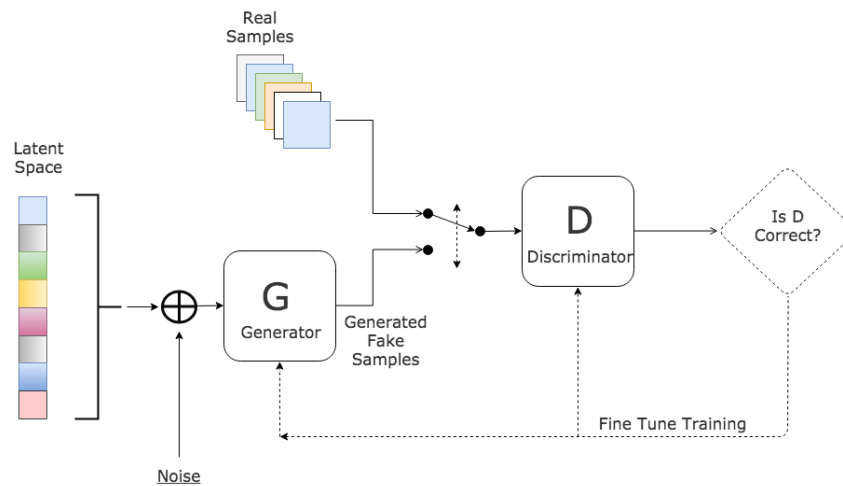 Real
Samples
Latent
Space
D
Discriminator
Is D
Correct?
G
Generator
Generated
Fake
Samples
Fine Tune Training
Noise